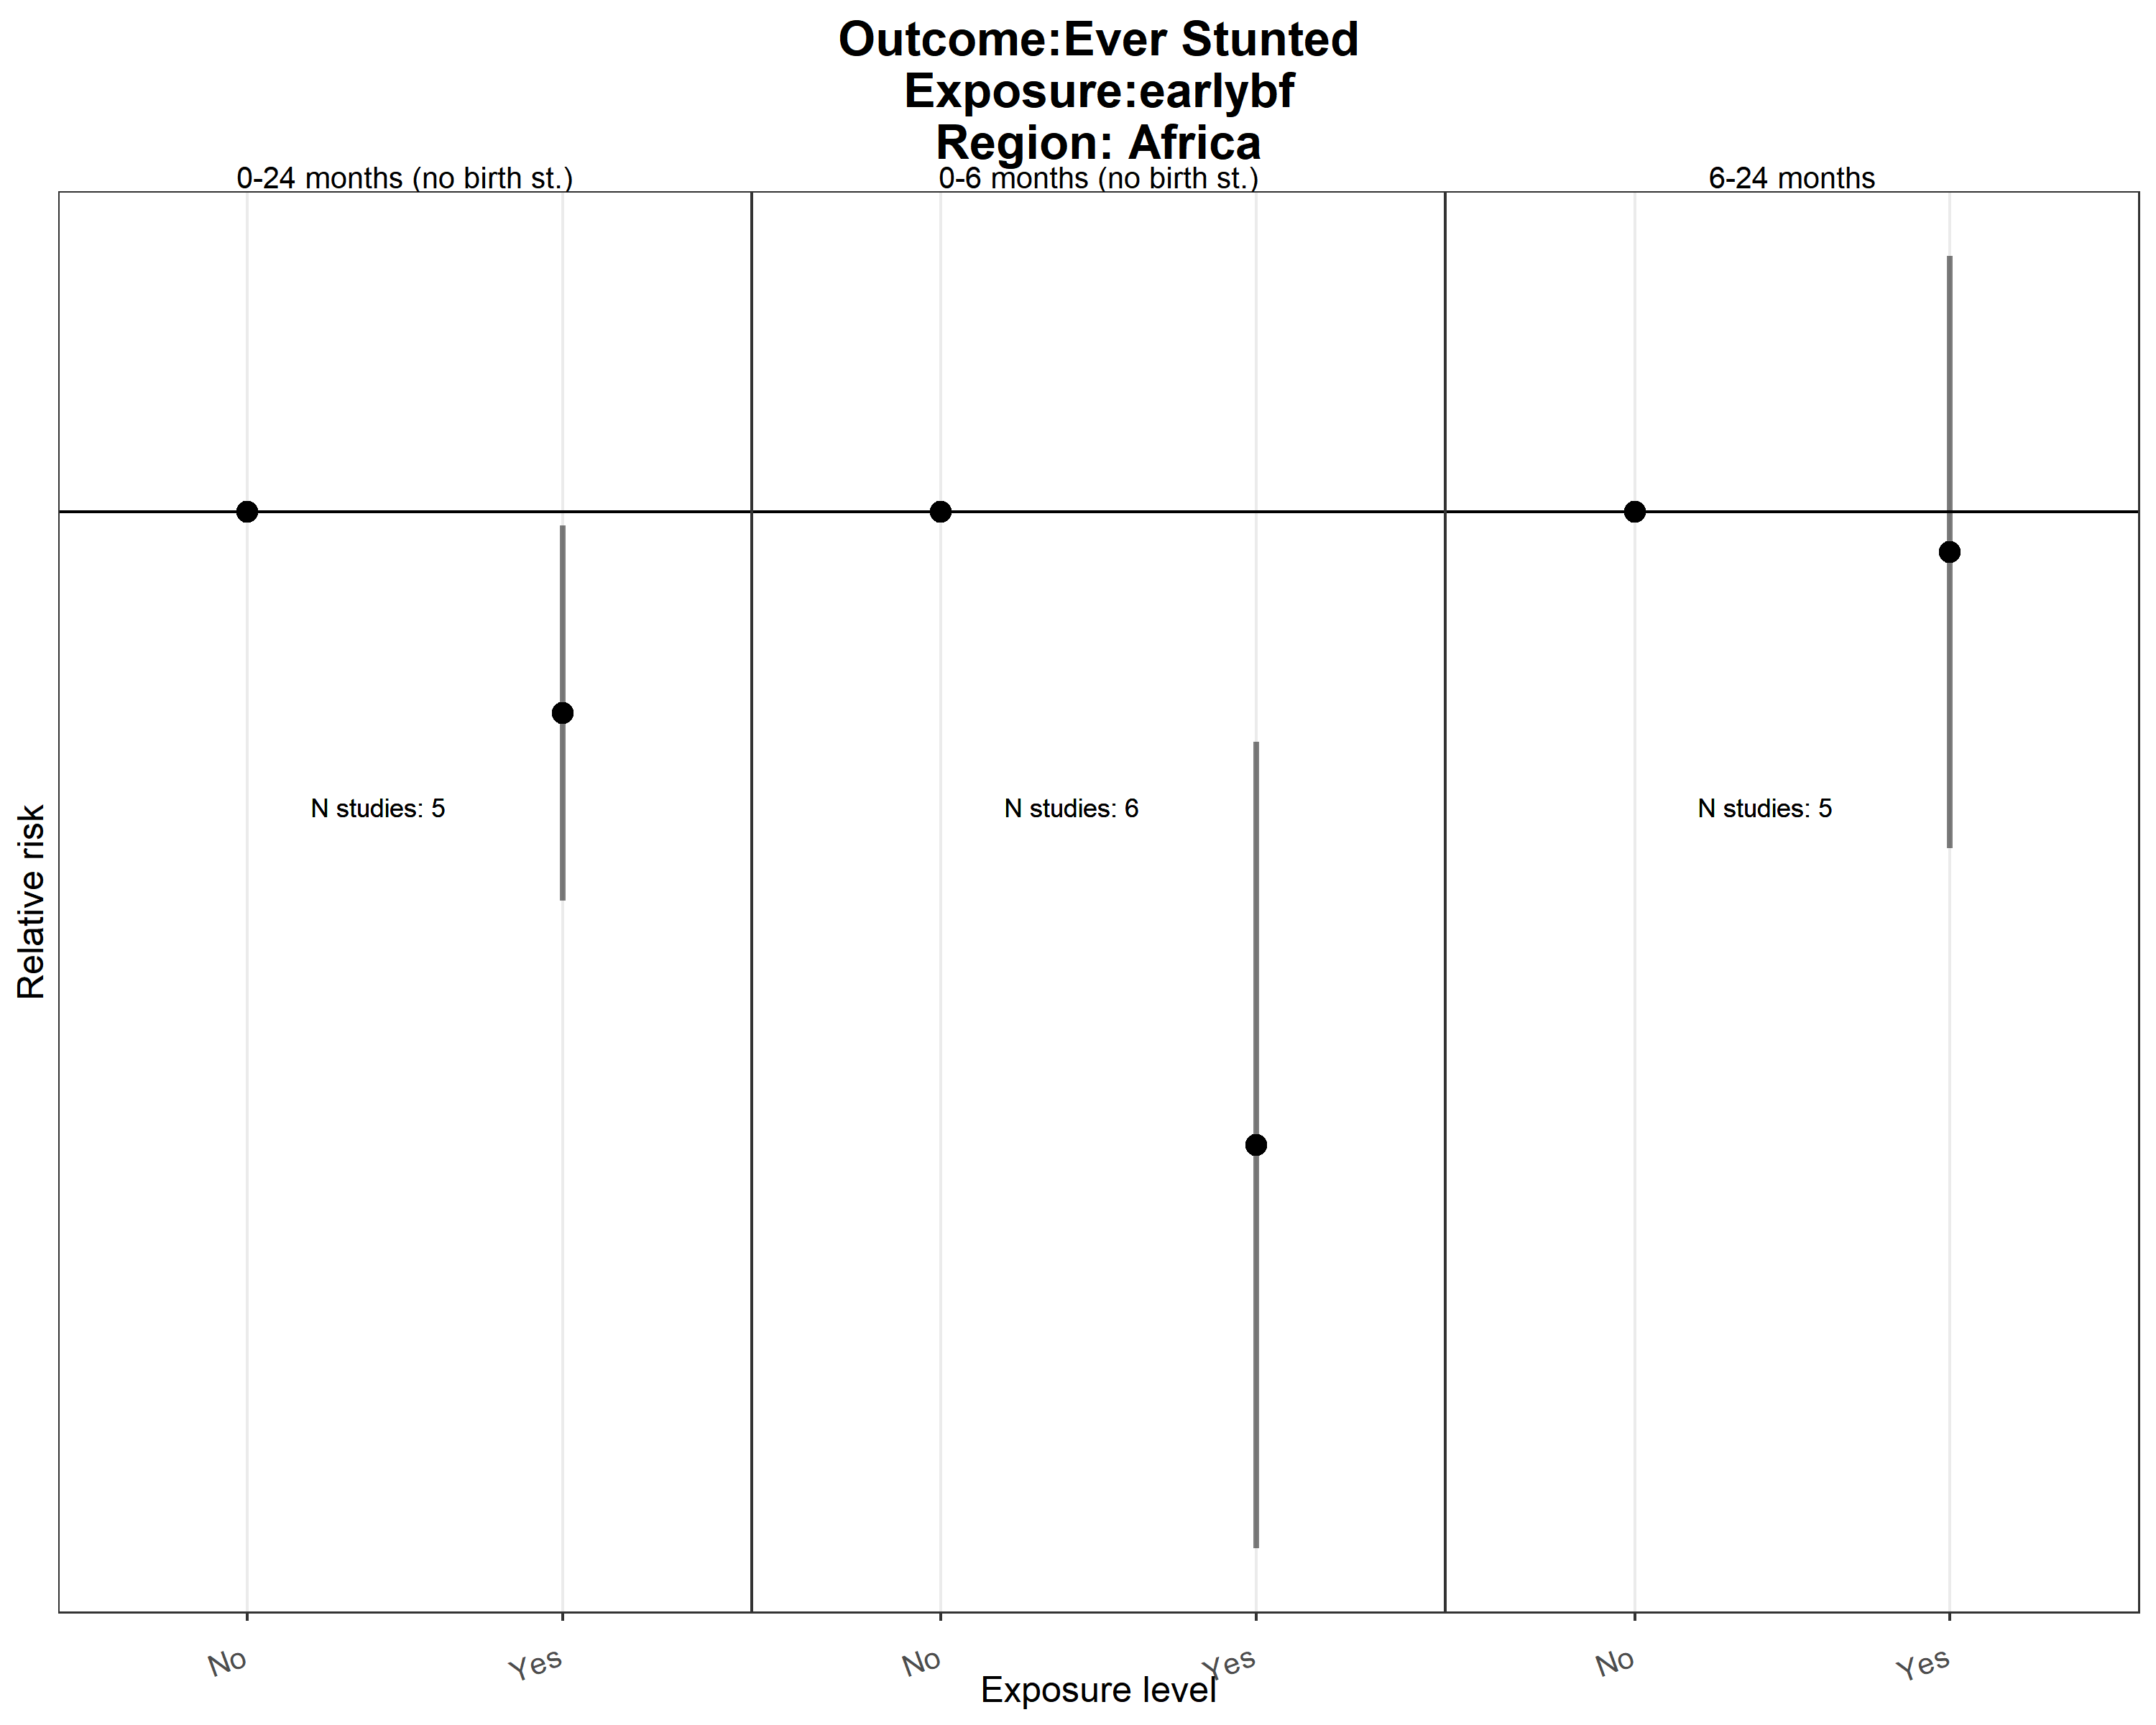 Outcome:Ever Stunted
Exposure:earlybf
Region: Africa
0-24 months (no birth st.)
0-6 months (no birth st.)
6-24 months
N studies: 5
N studies: 6
N studies: 5
Relative risk
No
Yes
No
Yes
No
Yes
Exposure level